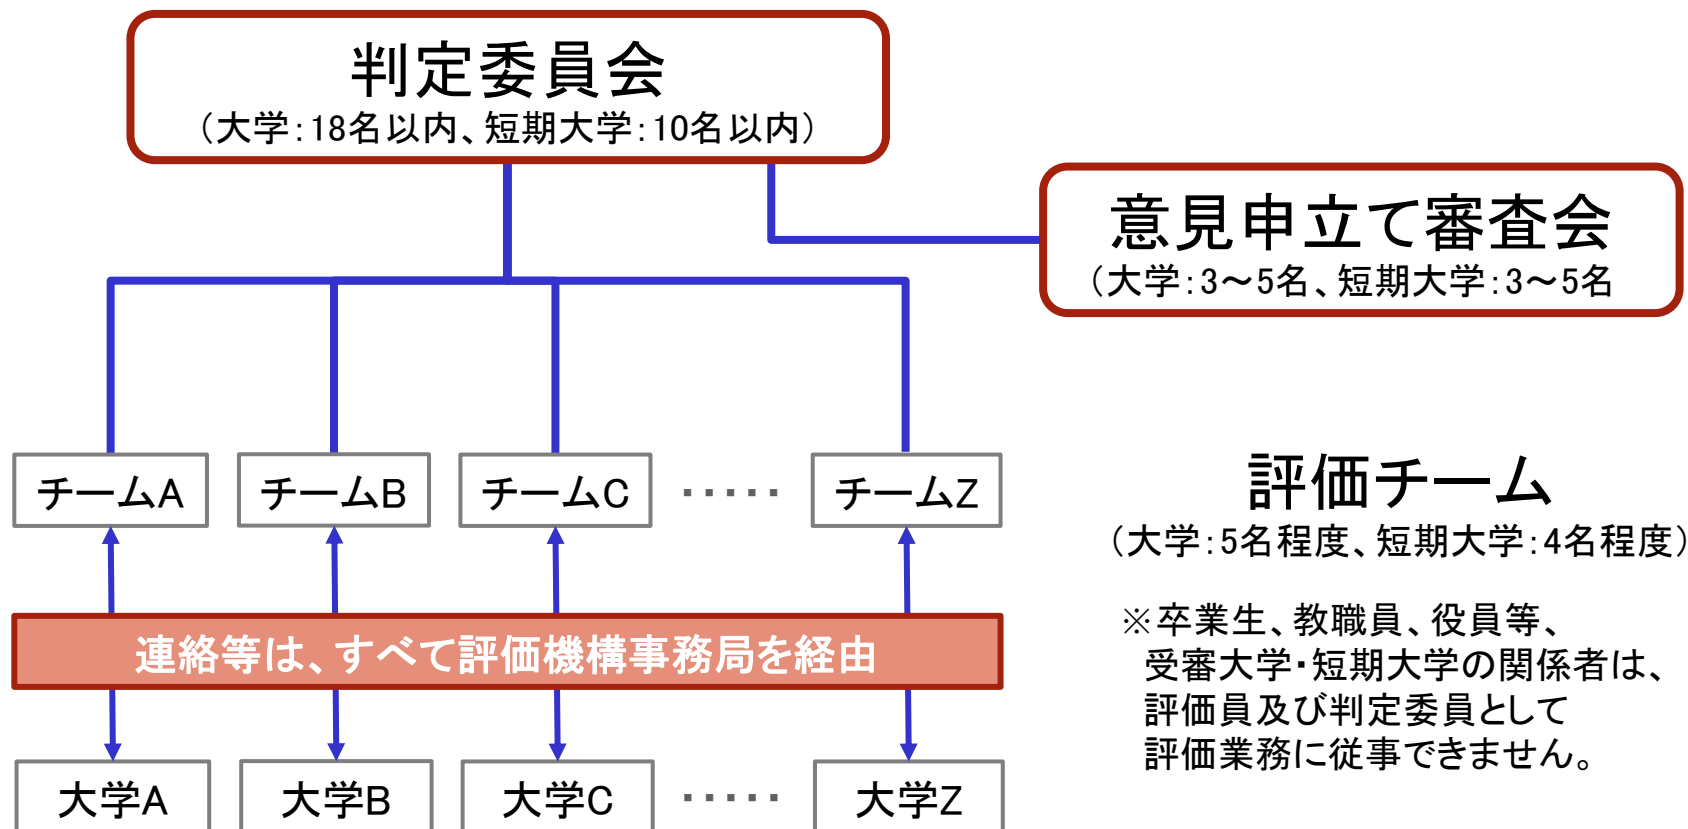 判定委員会
（大学：18名以内、短期大学：10名以内）
意見申立て審査会
（大学：3～5名、短期大学：3～5名
チームA
チームB
チームC
・・・・・
チームZ
評価チーム
（大学：5名程度、短期大学：4名程度）
連絡等は、すべて評価機構事務局を経由
※卒業生、教職員、役員等、
受審大学・短期大学の関係者は、
評価員及び判定委員として
評価業務に従事できません。
大学A
大学B
大学C
・・・・・
大学Z